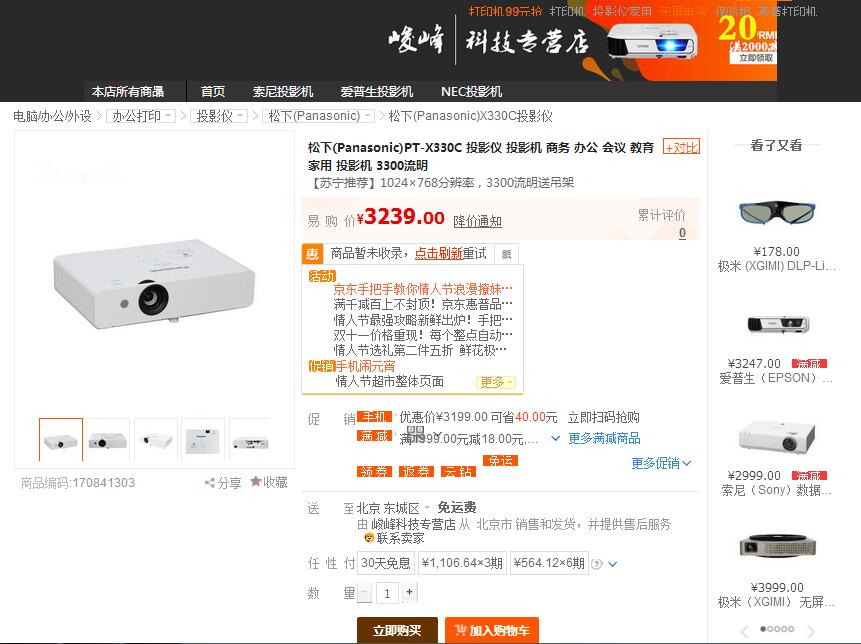 打印机99元抢 打印机 投影仪家用 无屏电视 保险柜 惠普打印机
峻峰 科技专营店
20
满2000减
立即领取
本店所有商品 首页 索尼投影机 爱普生投影机 NEC投影机
电脑/办公/外设 > 办公打印 > 投影仪 > 松下(Panasonic) > 松下(Panasonic)X330C投影仪
松下(Panasonic)PT-X330C 投影仪 投影机 商务 办公 会议 教育
家用 投影机 3300流明
+对比
【苏宁推荐】1024×768分辨率，3300流明送吊架
易购价 ¥3239.00 降价通知
累计评价
0
惠 商品暂未收录，点击刷新重试
活动
京东手把手教你情人节浪漫撩妹···
满千减百上不封顶！京东惠普品···
情人节最强攻略新鲜出炉！手把···
双十一价格重现！每个整点自动···
情人节送礼第二件五折 鲜花极···
促销手机闹元宵
情人节超市整体页面
更多
促销 手机 优惠价¥3199.00 可省40.00元 立即扫码抢购
满减 满1999.00元减18.00元,... 更多满减商品
免运
领券 返券 云钻
更多促销
送至 北京 东城区 免运费
由 峻峰科技专营店 从 北京市 销售和发货，并提供售后服务
联系卖家
任性付 30天免息 ¥1,106.64×3期 ¥564.12×6期
数量 - 1 +
立即购买 加入购物车
商品编码:170841303 分享 收藏
看了又看
¥178.00
极米 (XGIMI) DLP-Li...
¥3247.00 满减
爱普生（EPSON）...
¥2999.00 满减
索尼（Sony）数据...
¥3999.00
极米（XGIMI） 无屏...